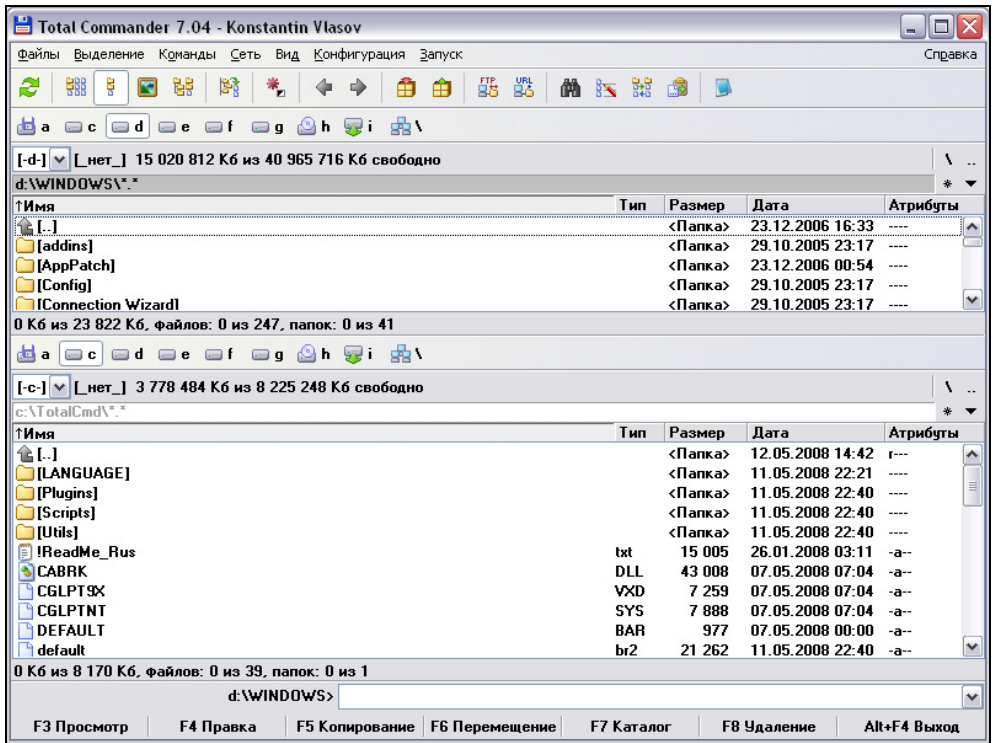 Total Commander 7.04 - Konstantin Vlasov
Файлы Выделение Команды Сеть Вид Конфигурация Запуск Справка
FTP URL
a c d e f g h i \
[-d-] [_нет_] 15 020 812 Кб из 40 965 716 Кб свободно \ ..
d:\WINDOWS\*.* * ▼
↑Имя Тип Размер Дата Атрибуты
[..] <Папка> 23.12.2006 16:33 ----
[addins] <Папка> 29.10.2005 23:17 ----
[AppPatch] <Папка> 23.12.2006 00:54 ----
[Config] <Папка> 29.10.2005 23:17 ----
[Connection Wizard] <Папка> 29.10.2005 23:17 ----
0 Кб из 23 822 Кб, файлов: 0 из 247, папок: 0 из 41
a c d e f g h i \
[-c-] [_нет_] 3 778 484 Кб из 8 225 248 Кб свободно \ ..
c:\TotalCmd\*.* * ▼
↑Имя Тип Размер Дата Атрибуты
[..] <Папка> 12.05.2008 14:42 r---
[LANGUAGE] <Папка> 11.05.2008 22:21 ----
[Plugins] <Папка> 11.05.2008 22:40 ----
[Scripts] <Папка> 11.05.2008 22:40 ----
[Utils] <Папка> 11.05.2008 22:40 ----
!ReadMe_Rus txt 15 005 26.01.2008 03:11 -a--
CABRK DLL 43 008 07.05.2008 07:04 -a--
CGLPT9X VXD 7 259 07.05.2008 07:04 -a--
CGLPTNT SYS 7 888 07.05.2008 07:04 -a--
DEFAULT BAR 977 07.05.2008 00:00 -a--
default br2 21 262 11.05.2008 22:40 -a--
0 Кб из 8 170 Кб, файлов: 0 из 39, папок: 0 из 1
d:\WINDOWS>
F3 Просмотр F4 Правка F5 Копирование F6 Перемещение F7 Каталог F8 Удаление Alt+F4 Выход